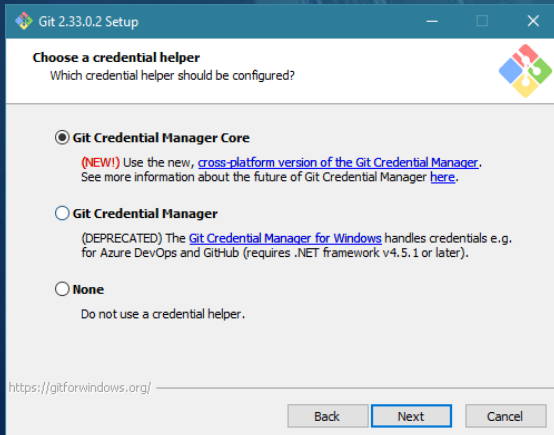 Git 2.33.0.2 Setup
Choose a credential helper
Which credential helper should be configured?
Git Credential Manager Core
(NEW!) Use the new, cross-platform version of the Git Credential Manager.
See more information about the future of Git Credential Manager here.
Git Credential Manager
(DEPRECATED) The Git Credential Manager for Windows handles credentials e.g.
for Azure DevOps and GitHub (requires .NET framework v4.5.1 or later).
None
Do not use a credential helper.
https://gitforwindows.org/
Back Next Cancel